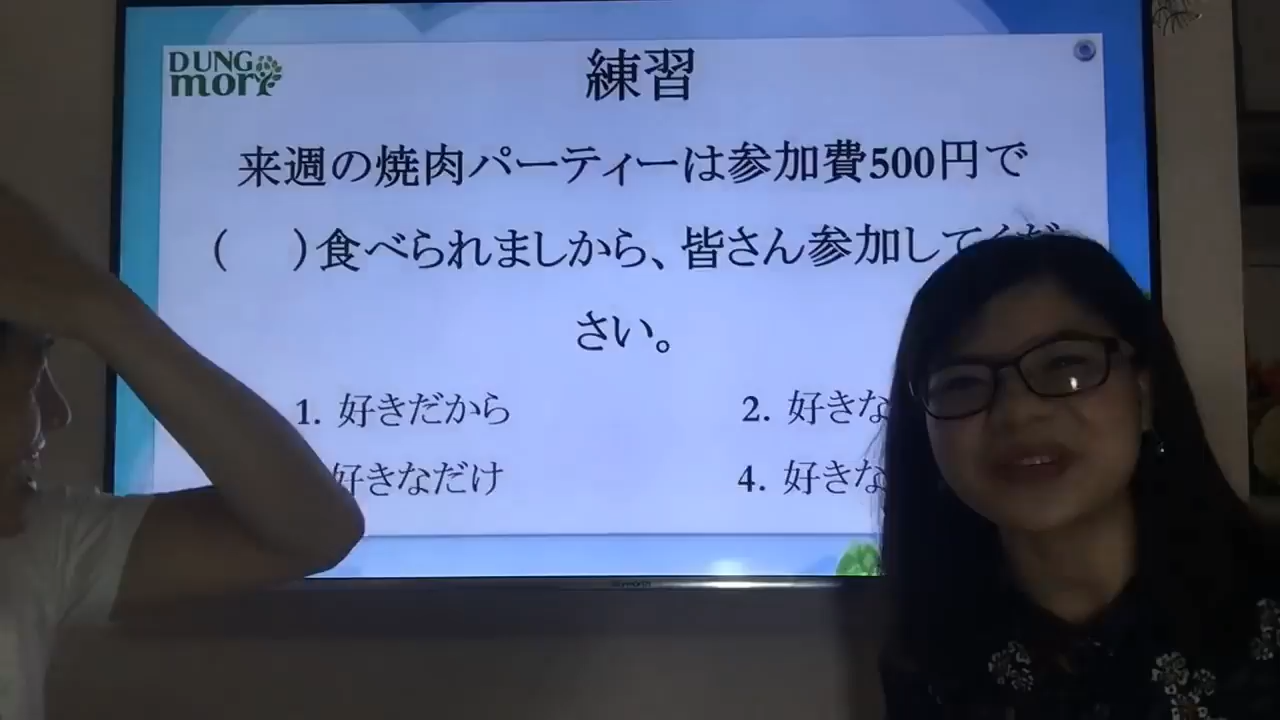 DUNG
mori
練習
来週の焼肉パーティーは参加費500円で
(　　)食べられましから、皆さん参加してくだ
さい。
1. 好きだから
2. 好きな
好きなだけ
4. 好きな